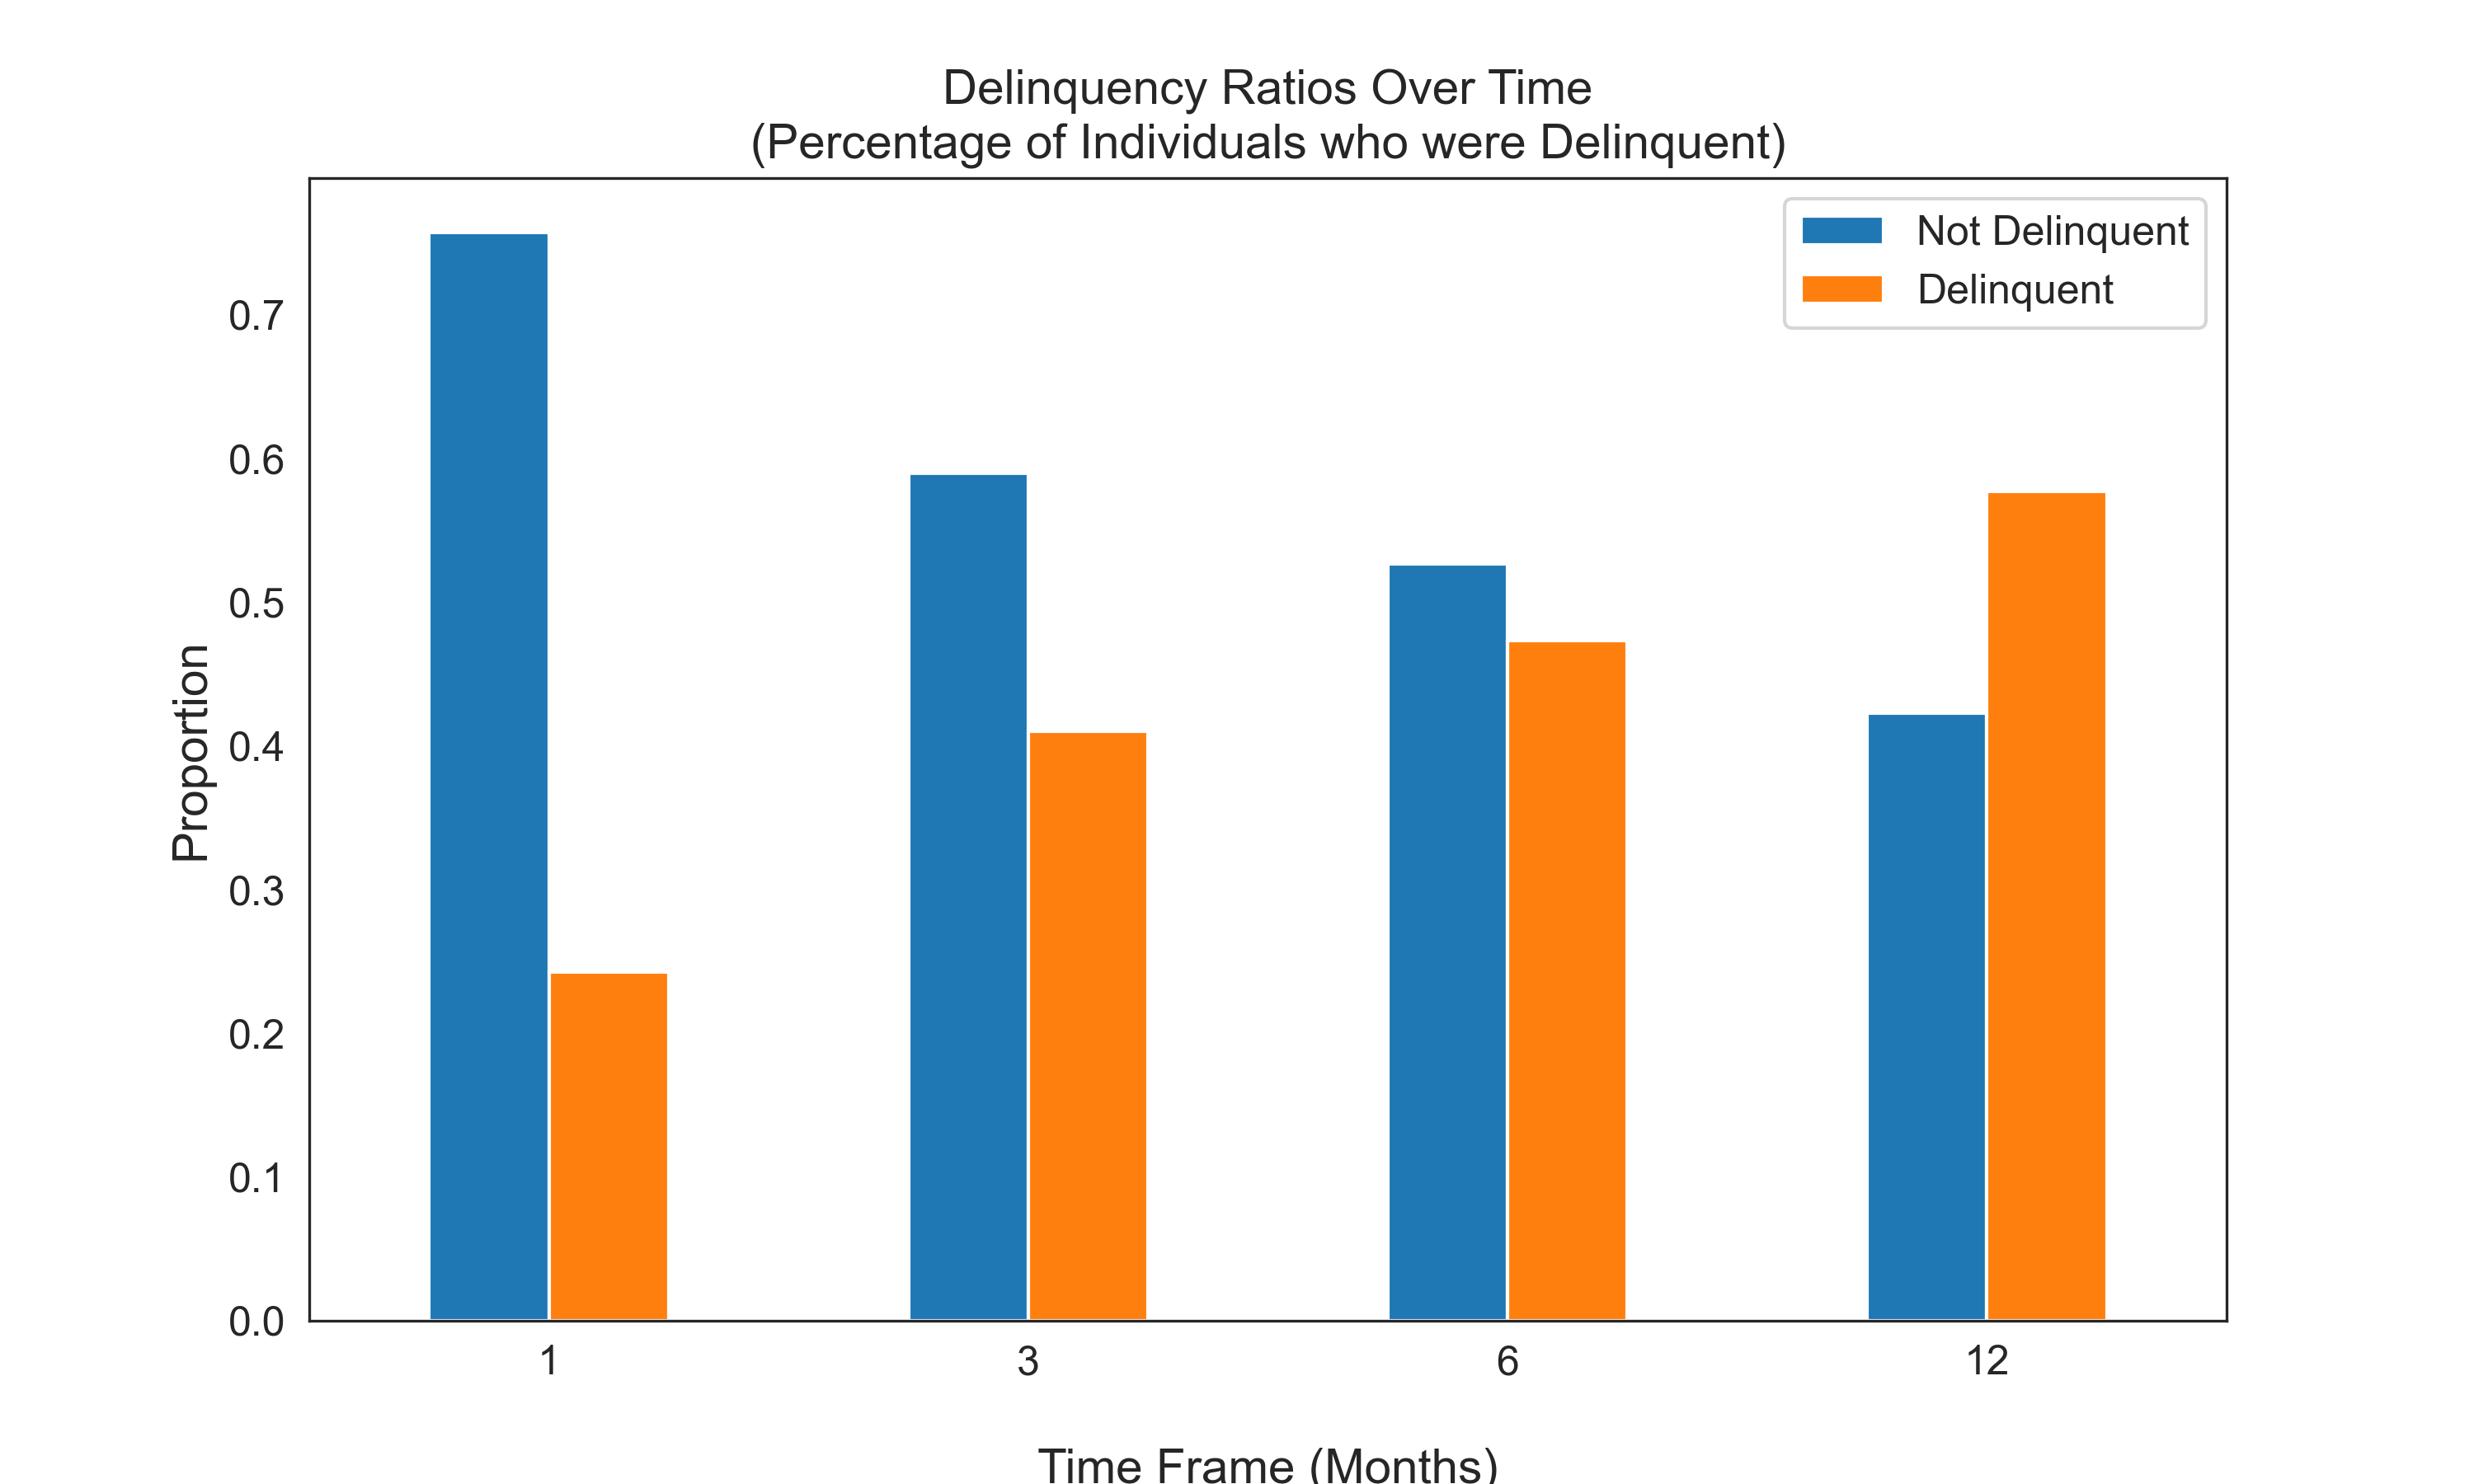 Delinquency Ratios Over Time
(Percentage of Individuals who were Delinquent)
Not Delinquent
Delinquent
0.7
0.6
0.5
0.4
0.3
0.2
0.1
0.0
Proportion
1 3 6 12
Time Frame (Months)